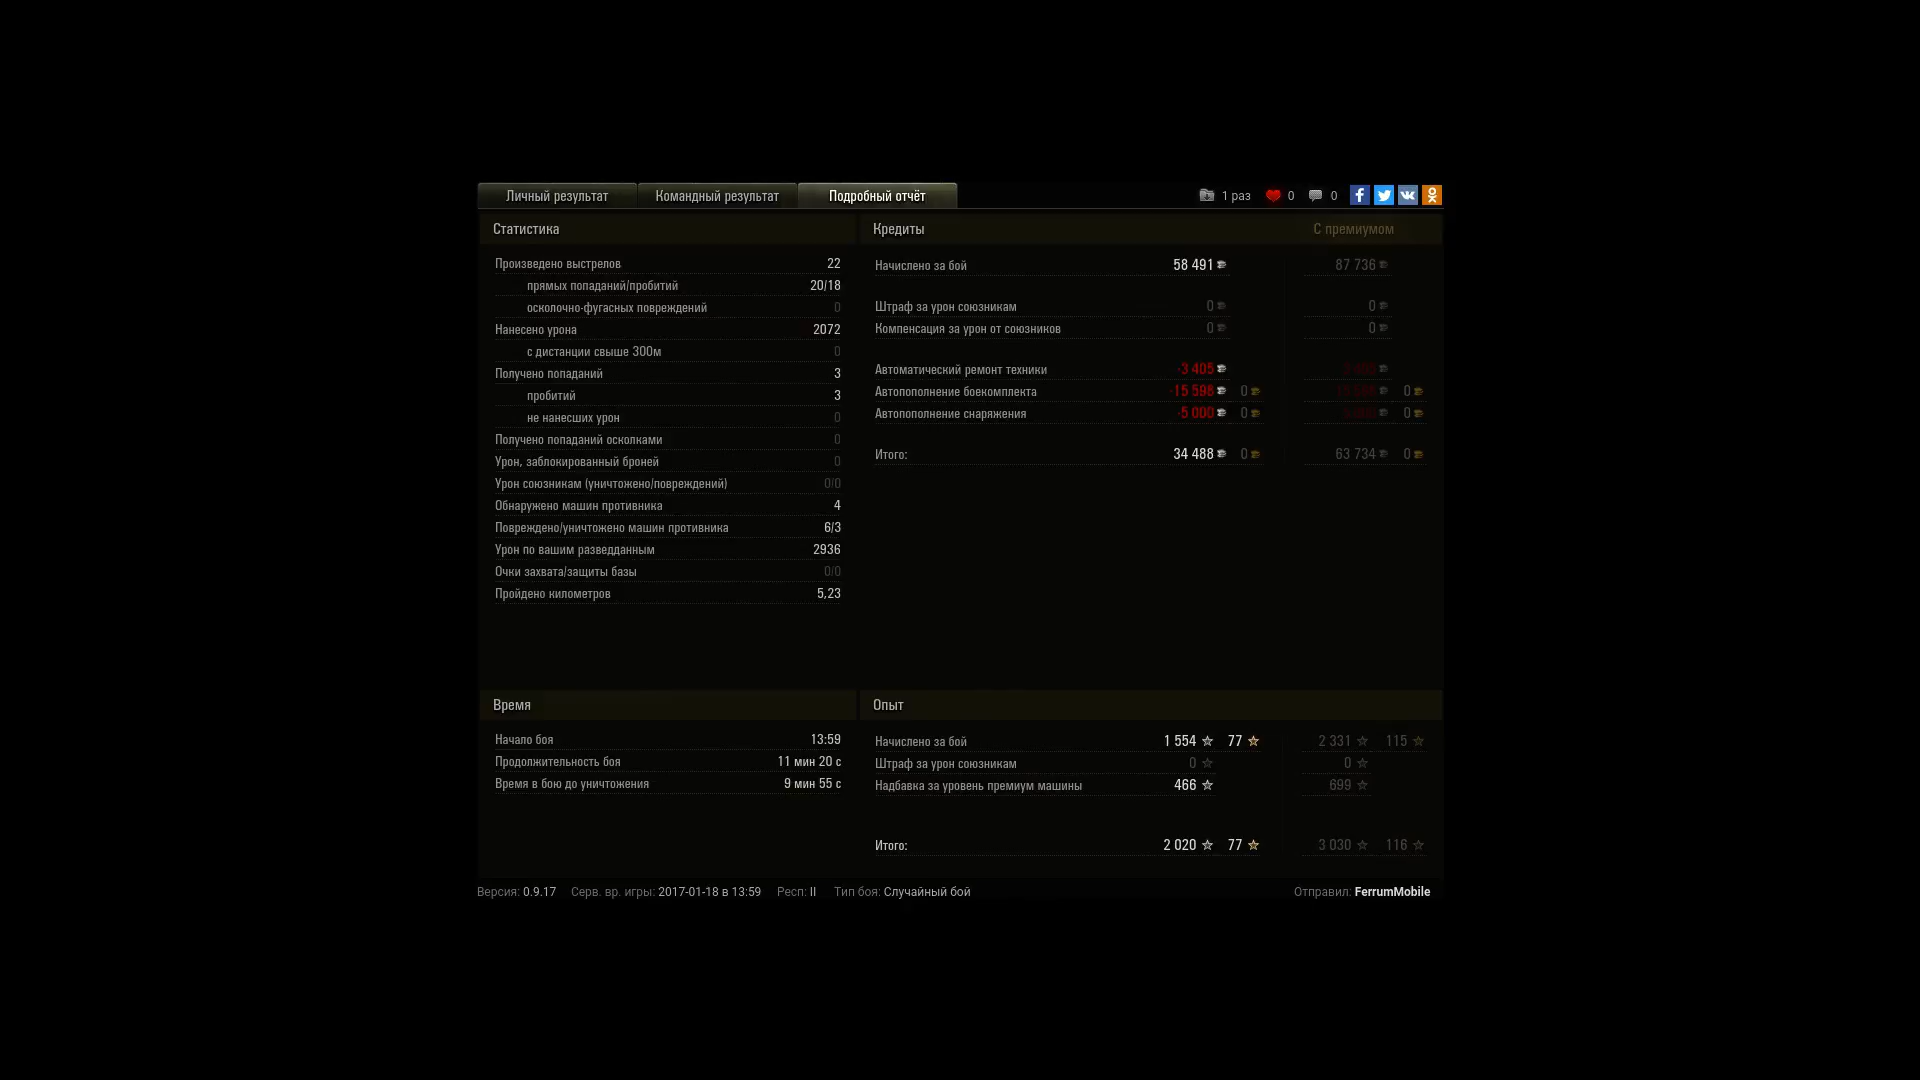 Личный результат Командный результат Подробный отчёт 1 раз 0 0
Статистика
Произведено выстрелов 22
прямых попаданий/пробитий 20/18
осколочно-фугасных повреждений 0
Нанесено урона 2072
с дистанции свыше 300м 0
Получено попаданий 3
пробитий 3
не нанесших урон 0
Получено попаданий осколками 0
Урон, заблокированный броней 0
Урон союзникам (уничтожено/повреждений) 0/0
Обнаружено машин противника 4
Повреждено/уничтожено машин противника 6/3
Урон по вашим разведданным 2936
Очки захвата/защиты базы 0/0
Пройдено километров 5,23
Кредиты С премиумом
Начислено за бой 58 491 87 736
Штраф за урон союзникам 0 0
Компенсация за урон от союзников 0 0
Автоматический ремонт техники -3 405
Автопополнение боекомплекта -15 598 0 0
Автопополнение снаряжения -5 000 0 0
Итого: 34 488 0 63 734 0
Время
Начало боя 13:59
Продолжительность боя 11 мин 20 с
Время в бою до уничтожения 9 мин 55 с
Опыт
Начислено за бой 1 554 77 2 331 115
Штраф за урон союзникам 0 0
Надбавка за уровень премиум машины 466 699
Итого: 2 020 77 3 030 116
Версия: 0.9.17 Серв. вр. игры: 2017-01-18 в 13:59 Респ: II Тип боя: Случайный бой Отправил: FerrumMobile